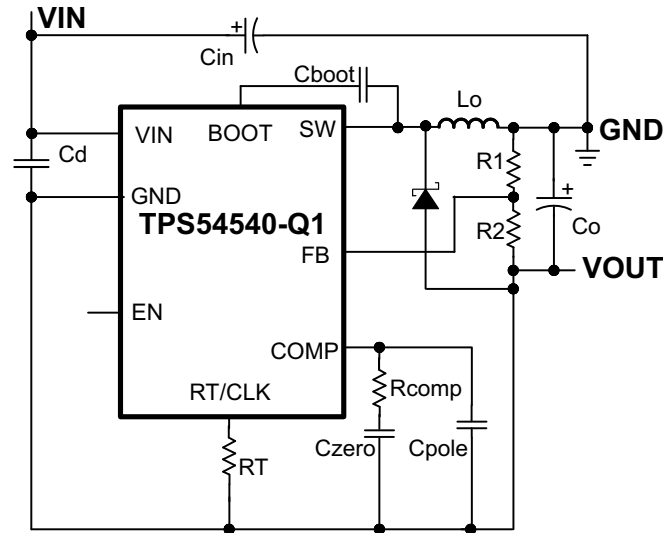 VIN
Cin
Cboot
Lo
VIN
BOOT
SW
GND
Cd
R1
GND
TPS54540-Q1
R2
Co
FB
VOUT
EN
COMP
Rcomp
RT/CLK
Czero
Cpole
RT
+
+